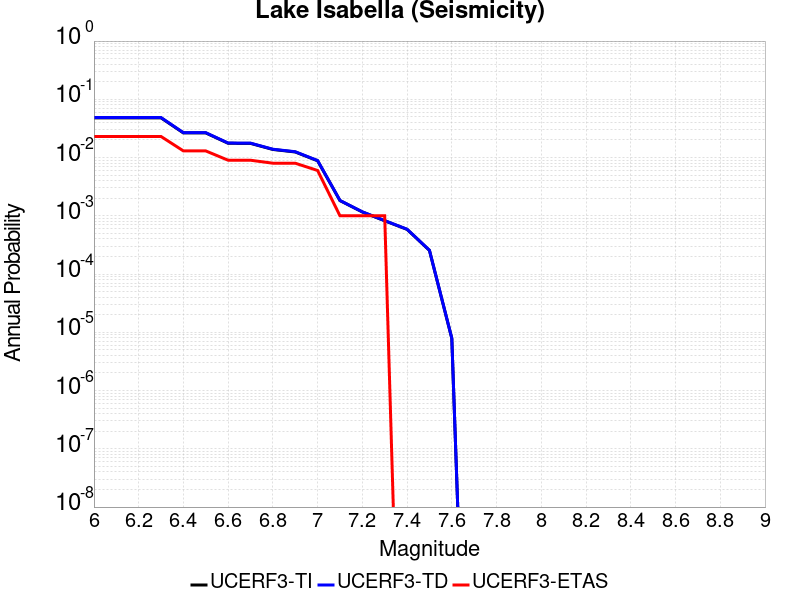 Lake Isabella (Seismicity)
10^0
10^-1
10^-2
10^-3
10^-4
10^-5
10^-6
10^-7
10^-8
Annual Probability
6 6.2 6.4 6.6 6.8 7 7.2 7.4 7.6 7.8 8 8.2 8.4 8.6 8.8 9
Magnitude
UCERF3-TI UCERF3-TD UCERF3-ETAS